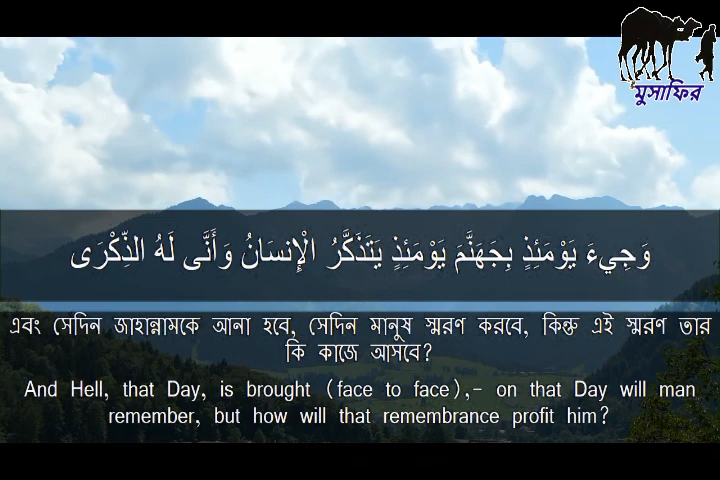 মুসাফির
وَجِيءَ يَوْمَئِذٍ بِجَهَنَّمَ يَوْمَئِذٍ يَتَذَكَّرُ الْإِنسَانُ وَأَنَّى لَهُ الذِّكْرَى
এবং সেদিন জাহান্নামকে আনা হবে, সেদিন মানুষ স্মরণ করবে, কিন্তু এই স্মরণ তার
কি কাজে আসবে?
And Hell, that Day, is brought (face to face),- on that Day will man
remember, but how will that remembrance profit him?